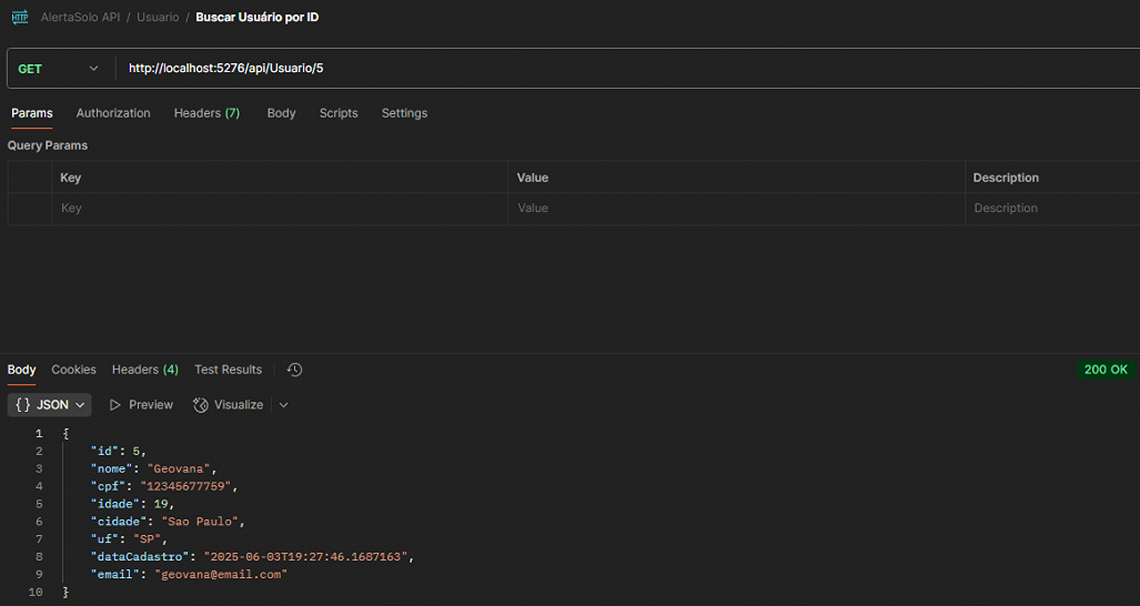 HTTP AlertaSolo API / Usuario / Buscar Usuário por ID
GET http://localhost:5276/api/Usuario/5
Params Authorization Headers (7) Body Scripts Settings
Query Params
Key Value Description
Key Value Description
Body Cookies Headers (4) Test Results 200 OK
{} JSON Preview Visualize
1 {
2 "id": 5,
3 "nome": "Geovana",
4 "cpf": "12345677759",
5 "idade": 19,
6 "cidade": "Sao Paulo",
7 "uf": "SP",
8 "dataCadastro": "2025-06-03T19:27:46.1687163",
9 "email": "geovana@email.com"
10 }